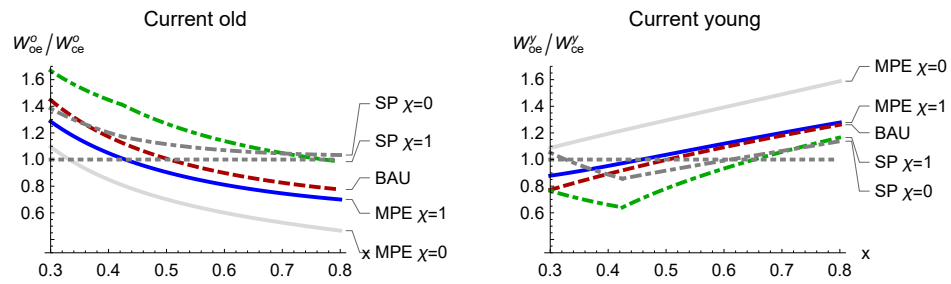 Current old
W^o_oe/W^o_ce
1.6
1.4
1.2
1.0
0.8
0.6
0.3 0.4 0.5 0.6 0.7 0.8
x
SP χ=0
SP χ=1
BAU
MPE χ=1
MPE χ=0
Current young
W^y_oe/W^y_ce
1.6
1.4
1.2
1.0
0.8
0.6
0.3 0.4 0.5 0.6 0.7 0.8
x
MPE χ=0
MPE χ=1
BAU
SP χ=1
SP χ=0